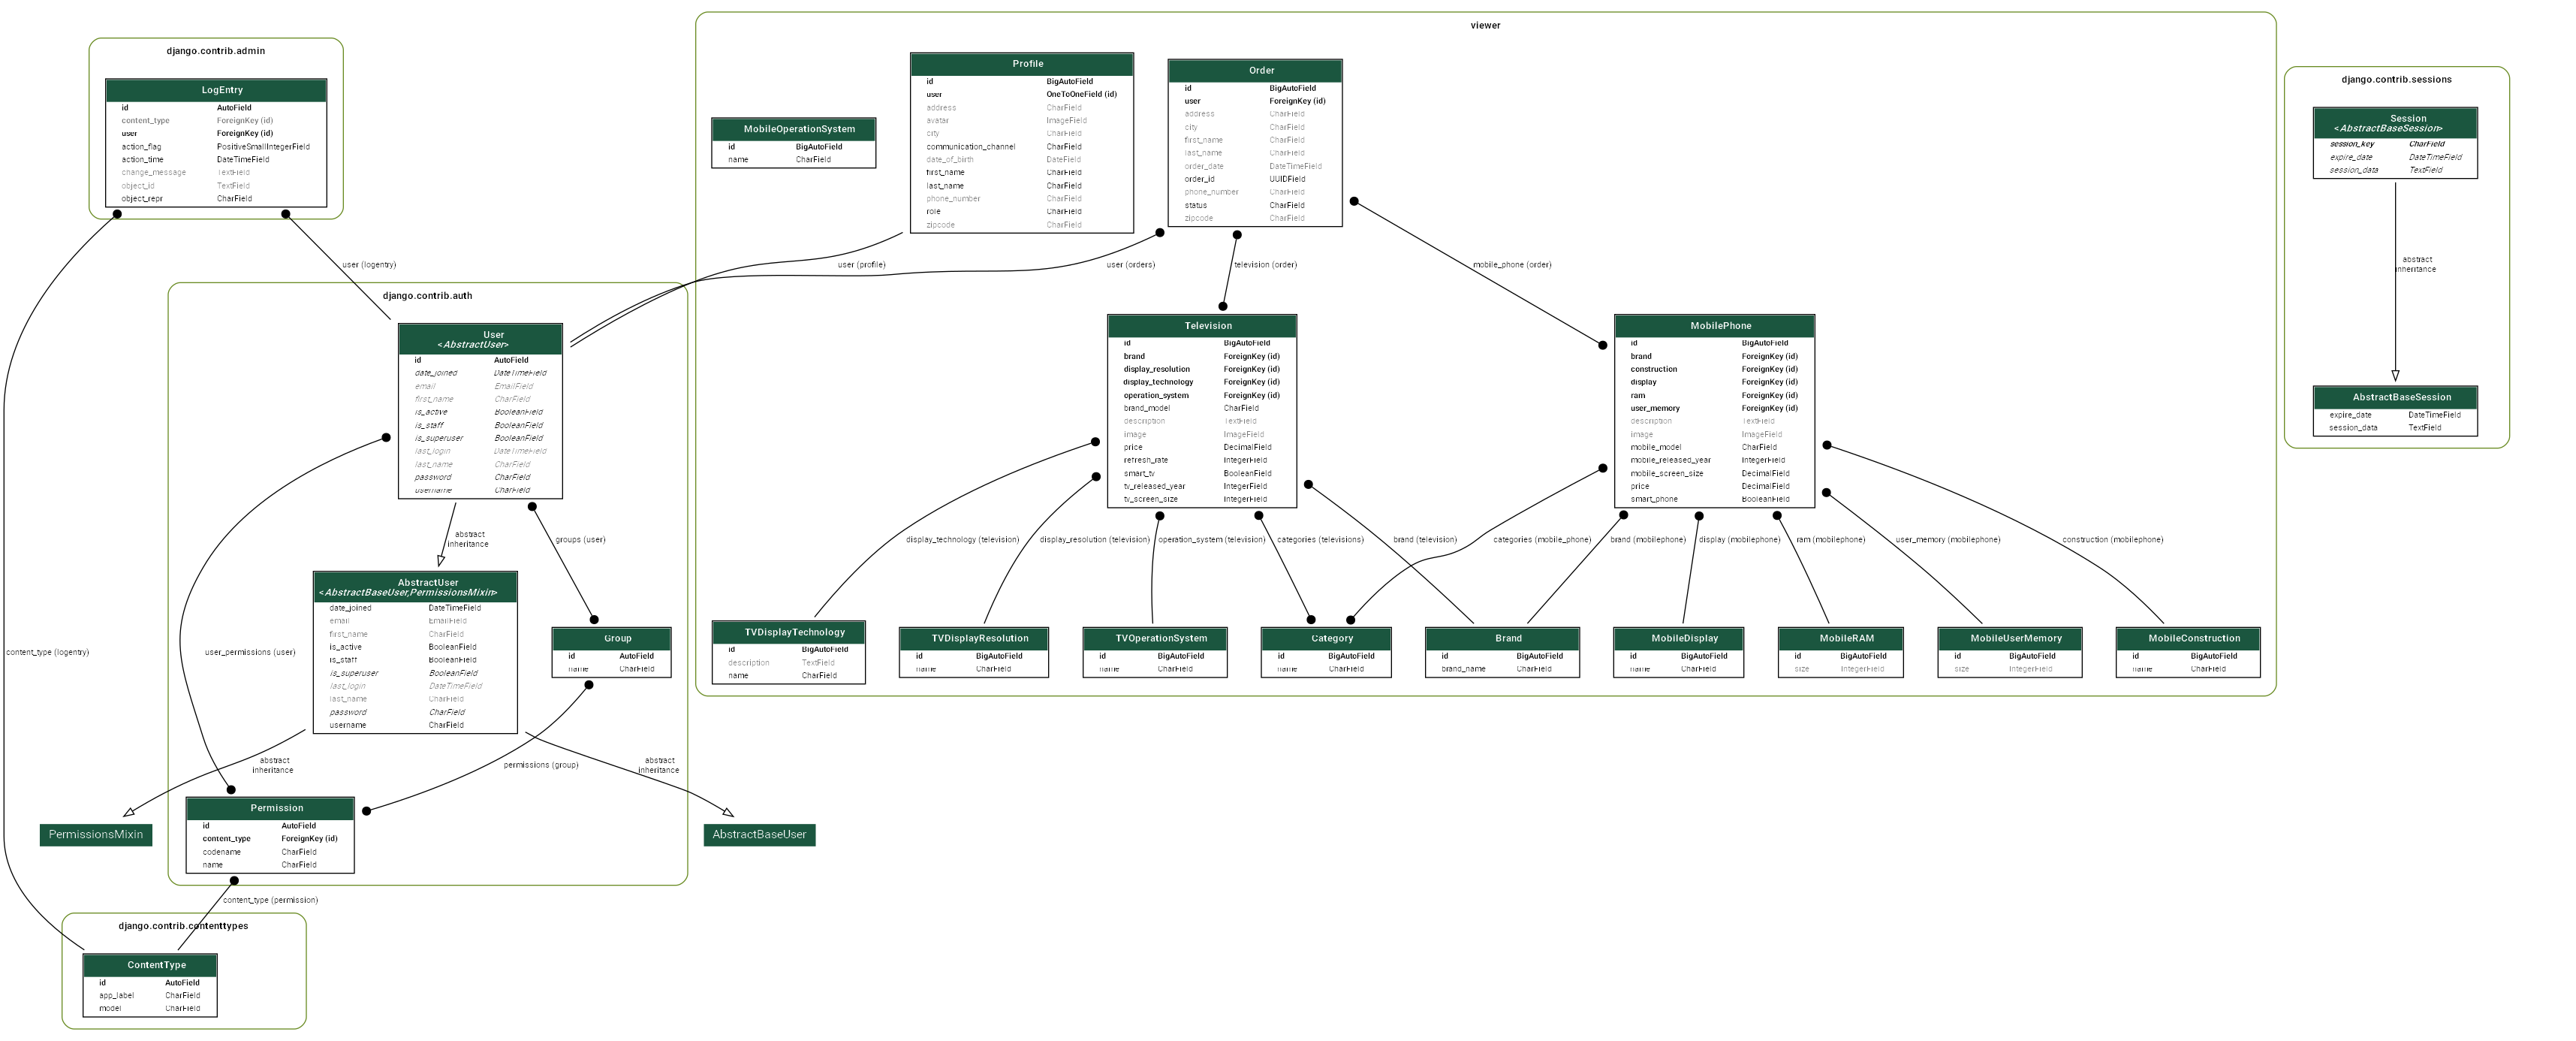 django.contrib.admin
LogEntry
id AutoField
content_type ForeignKey (id)
user ForeignKey (id)
action_flag PositiveSmallIntegerField
action_time DateTimeField
change_message TextField
object_id TextField
object_repr CharField
viewer
MobileOperationSystem
id BigAutoField
name CharField
Profile
id BigAutoField
user OneToOneField (id)
address CharField
avatar ImageField
city CharField
communication_channel CharField
date_of_birth DateField
first_name CharField
last_name CharField
phone_number CharField
role CharField
zipcode CharField
Order
id BigAutoField
user ForeignKey (id)
address CharField
city CharField
first_name CharField
last_name CharField
order_date DateTimeField
order_id UUIDField
phone_number CharField
status CharField
zipcode CharField
django.contrib.sessions
Session
<AbstractBaseSession>
session_key CharField
expire_date DateTimeField
session_data TextField
abstract
inheritance
AbstractBaseSession
expire_date DateTimeField
session_data TextField
user (logentry)
user (profile)
user (orders)
television (order)
mobile_phone (order)
django.contrib.auth
User
<AbstractUser>
id AutoField
date_joined DateTimeField
email EmailField
first_name CharField
is_active BooleanField
is_staff BooleanField
is_superuser BooleanField
last_login DateTimeField
last_name CharField
password CharField
username CharField
Television
id BigAutoField
brand ForeignKey (id)
display_resolution ForeignKey (id)
display_technology ForeignKey (id)
operation_system ForeignKey (id)
brand_model CharField
description TextField
image ImageField
price DecimalField
refresh_rate IntegerField
smart_tv BooleanField
tv_released_year IntegerField
tv_screen_size IntegerField
MobilePhone
id BigAutoField
brand ForeignKey (id)
construction ForeignKey (id)
display ForeignKey (id)
ram ForeignKey (id)
user_memory ForeignKey (id)
description TextField
image ImageField
mobile_model CharField
mobile_released_year IntegerField
mobile_screen_size DecimalField
price DecimalField
smart_phone BooleanField
abstract
inheritance
groups (user)
display_technology (television)
display_resolution (television)
operation_system (television)
categories (televisions)
brand (television)
categories (mobile_phone)
brand (mobilephone)
display (mobilephone)
ram (mobilephone)
user_memory (mobilephone)
construction (mobilephone)
AbstractUser
<AbstractBaseUser,PermissionsMixin>
date_joined DateTimeField
email EmailField
first_name CharField
is_active BooleanField
is_staff BooleanField
is_superuser BooleanField
last_login DateTimeField
last_name CharField
password CharField
username CharField
Group
id AutoField
name CharField
TVDisplayTechnology
id BigAutoField
description TextField
name CharField
TVDisplayResolution
id BigAutoField
name CharField
TVOperationSystem
id BigAutoField
name CharField
Category
id BigAutoField
name CharField
Brand
id BigAutoField
brand_name CharField
MobileDisplay
id BigAutoField
name CharField
MobileRAM
id BigAutoField
size IntegerField
MobileUserMemory
id BigAutoField
size IntegerField
MobileConstruction
id BigAutoField
name CharField
content_type (logentry)
user_permissions (user)
abstract
inheritance
permissions (group)
abstract
inheritance
PermissionsMixin
Permission
id AutoField
content_type ForeignKey (id)
codename CharField
name CharField
AbstractBaseUser
content_type (permission)
django.contrib.contenttypes
ContentType
id AutoField
app_label CharField
model CharField